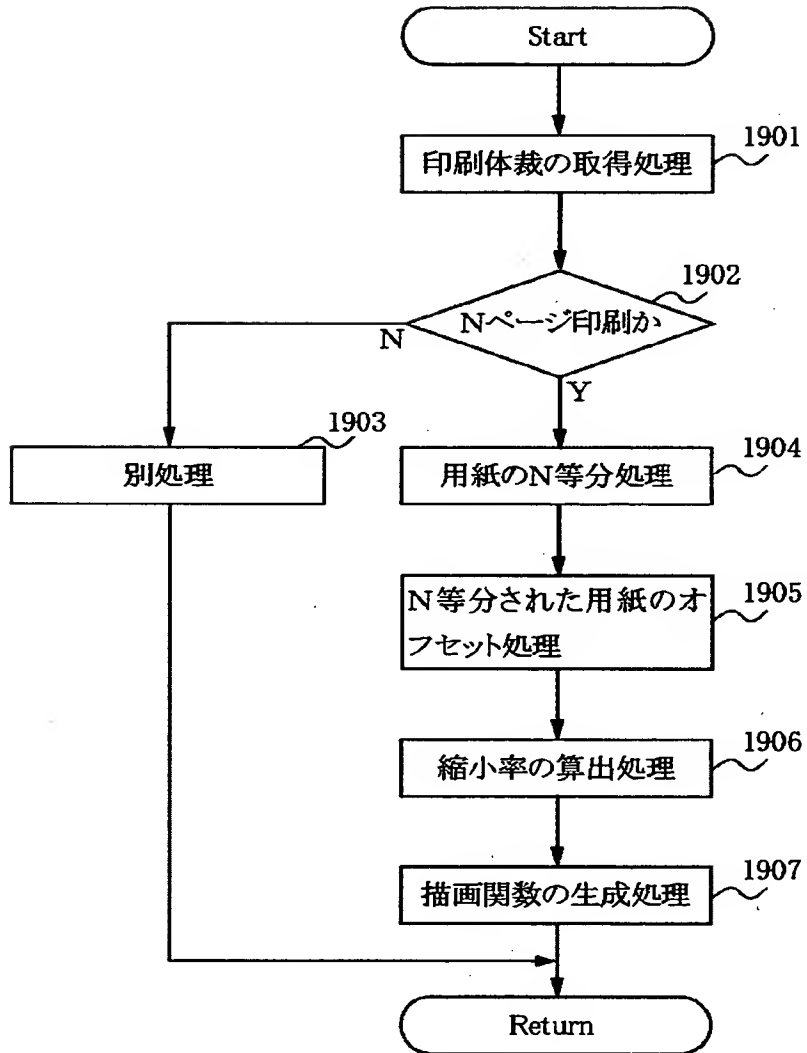 Start
1901
印刷体裁の取得処理
1902
Nページ印刷か
N
Y
1903
別処理
1904
用紙のN等分処理
1905
N等分された用紙のオ
フセット処理
1906
縮小率の算出処理
1907
描画関数の生成処理
Return